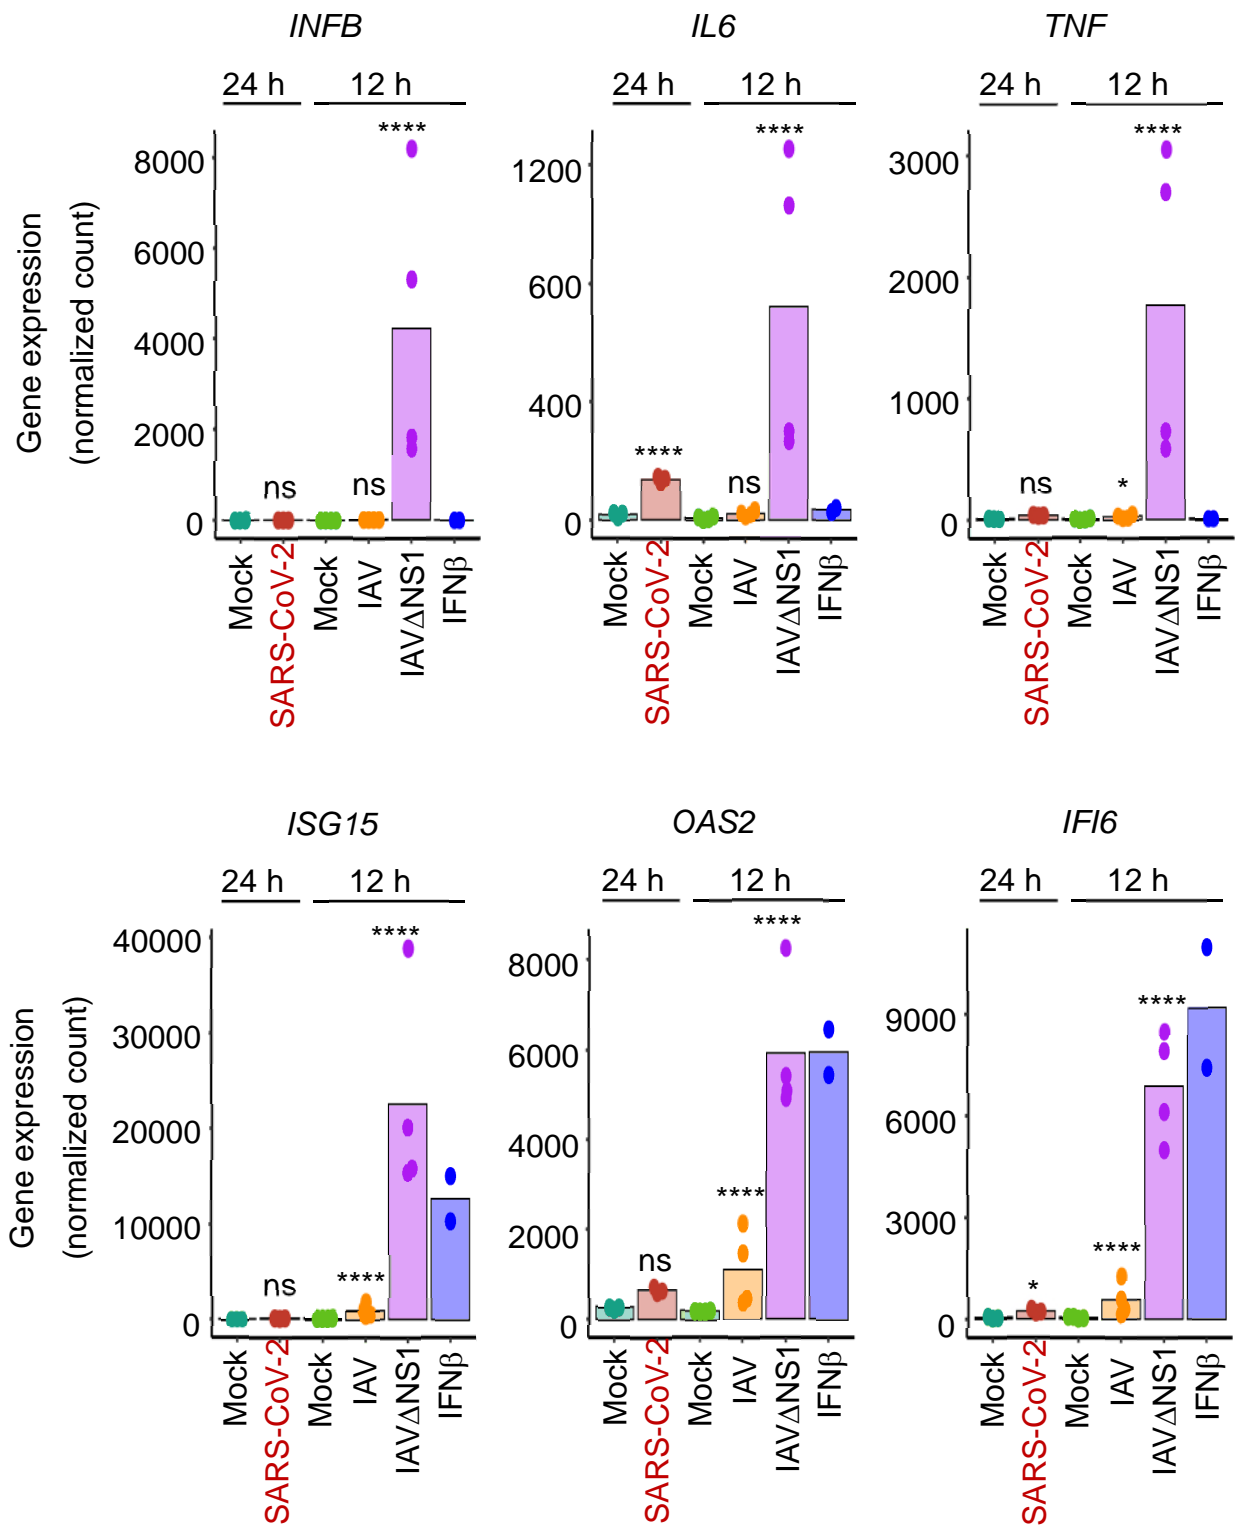 INFB
IL6
TNF
24 h
12 h
24 h
12 h
24 h
12 h
Gene expression
(normalized count)
****
8000
6000
4000
2000
0
ns
ns
****
1200
600
400
0
****
ns
****
3000
2000
1000
0
ns
*
Mock
SARS-CoV-2
Mock
IAV
IAVΔNS1
IFNβ
Mock
SARS-CoV-2
Mock
IAV
IAVΔNS1
IFNβ
Mock
SARS-CoV-2
Mock
IAV
IAVΔNS1
IFNβ
ISG15
OAS2
IFI6
24 h
12 h
24 h
12 h
24 h
12 h
Gene expression
(normalized count)
****
40000
30000
20000
10000
0
ns
****
****
8000
6000
4000
2000
0
ns
****
****
9000
6000
3000
0
*
****
Mock
SARS-CoV-2
Mock
IAV
IAVΔNS1
IFNβ
Mock
SARS-CoV-2
Mock
IAV
IAVΔNS1
IFNβ
Mock
SARS-CoV-2
Mock
IAV
IAVΔNS1
IFNβ